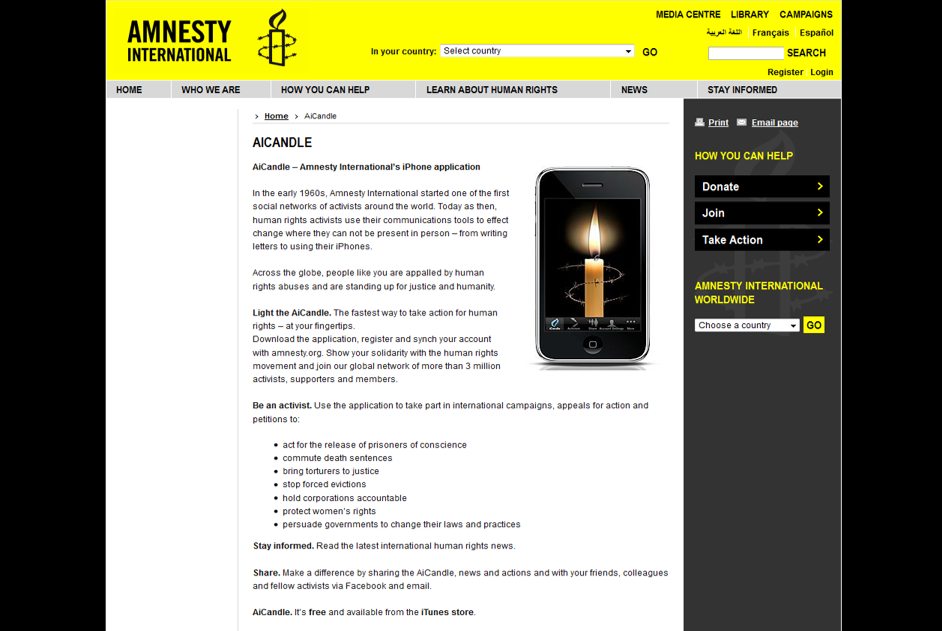 AMNESTY
INTERNATIONAL
MEDIA CENTRE LIBRARY CAMPAIGNS
اللغة العربية Français Español
In your country: Select country GO
SEARCH
Register Login
HOME WHO WE ARE HOW YOU CAN HELP LEARN ABOUT HUMAN RIGHTS NEWS STAY INFORMED
› Home › AiCandle
AICANDLE
AiCandle – Amnesty International's iPhone application
In the early 1960s, Amnesty International started one of the first
social networks of activists around the world. Today as then,
human rights activists use their communications tools to effect
change where they can not be present in person – from writing
letters to using their iPhones.
Across the globe, people like you are appalled by human
rights abuses and are standing up for justice and humanity.
Light the AiCandle. The fastest way to take action for human
rights – at your fingertips.
Download the application, register and synch your account
with amnesty.org. Show your solidarity with the human rights
movement and join our global network of more than 3 million
activists, supporters and members.
Be an activist. Use the application to take part in international campaigns, appeals for action and
petitions to:
• act for the release of prisoners of conscience
• commute death sentences
• bring torturers to justice
• stop forced evictions
• hold corporations accountable
• protect women's rights
• persuade governments to change their laws and practices
Stay informed. Read the latest international human rights news.
Share. Make a difference by sharing the AiCandle, news and actions and with your friends, colleagues
and fellow activists via Facebook and email.
AiCandle. It's free and available from the iTunes store.
Print Email page
HOW YOU CAN HELP
Donate
Join
Take Action
AMNESTY INTERNATIONAL
WORLDWIDE
Choose a country GO